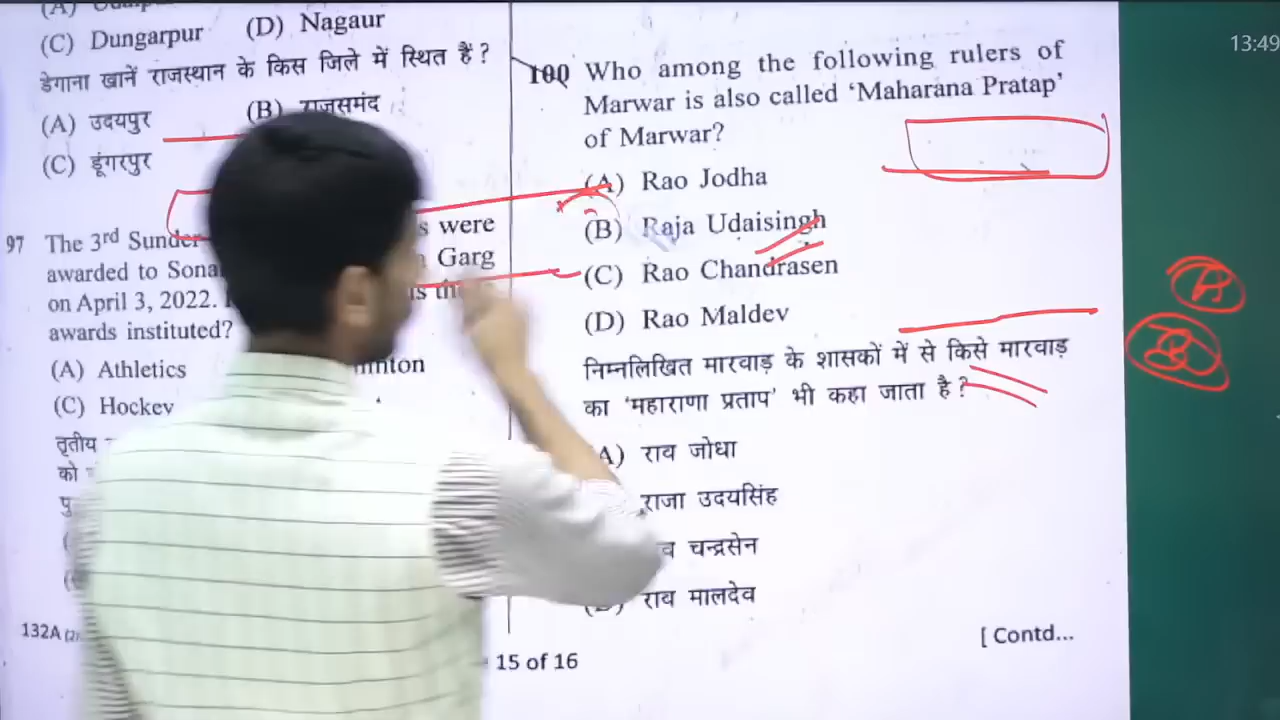 (C) Dungarpur (D) Nagaur
डेगाना खानें राजस्थान के किस जिले में स्थित हैं ?
(A) उदयपुर (B) राजसमंद
(C) डूंगरपुर
97 The 3rd Sunder were
awarded to Sona Garg
on April 3, 2022.
awards instituted?
(A) Athletics
(C) Hockey
तृतीय
को
132A
15 of 16
100 Who among the following rulers of
Marwar is also called ‘Maharana Pratap’
of Marwar?
(A) Rao Jodha
(B) Raja Udaisingh
(C) Rao Chandrasen
(D) Rao Maldev
निम्नलिखित मारवाड़ के शासकों में से किसे मारवाड़
का ‘महाराणा प्रताप’ भी कहा जाता है ?
A) राव जोधा
राजा उदयसिंह
चन्द्रसेन
राव मालदेव
[ Contd...
13:49